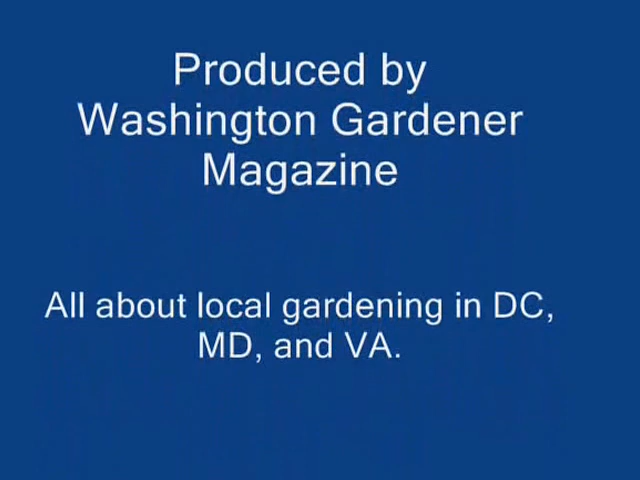 Produced by
Washington Gardener
Magazine
All about local gardening in DC,
MD, and VA.